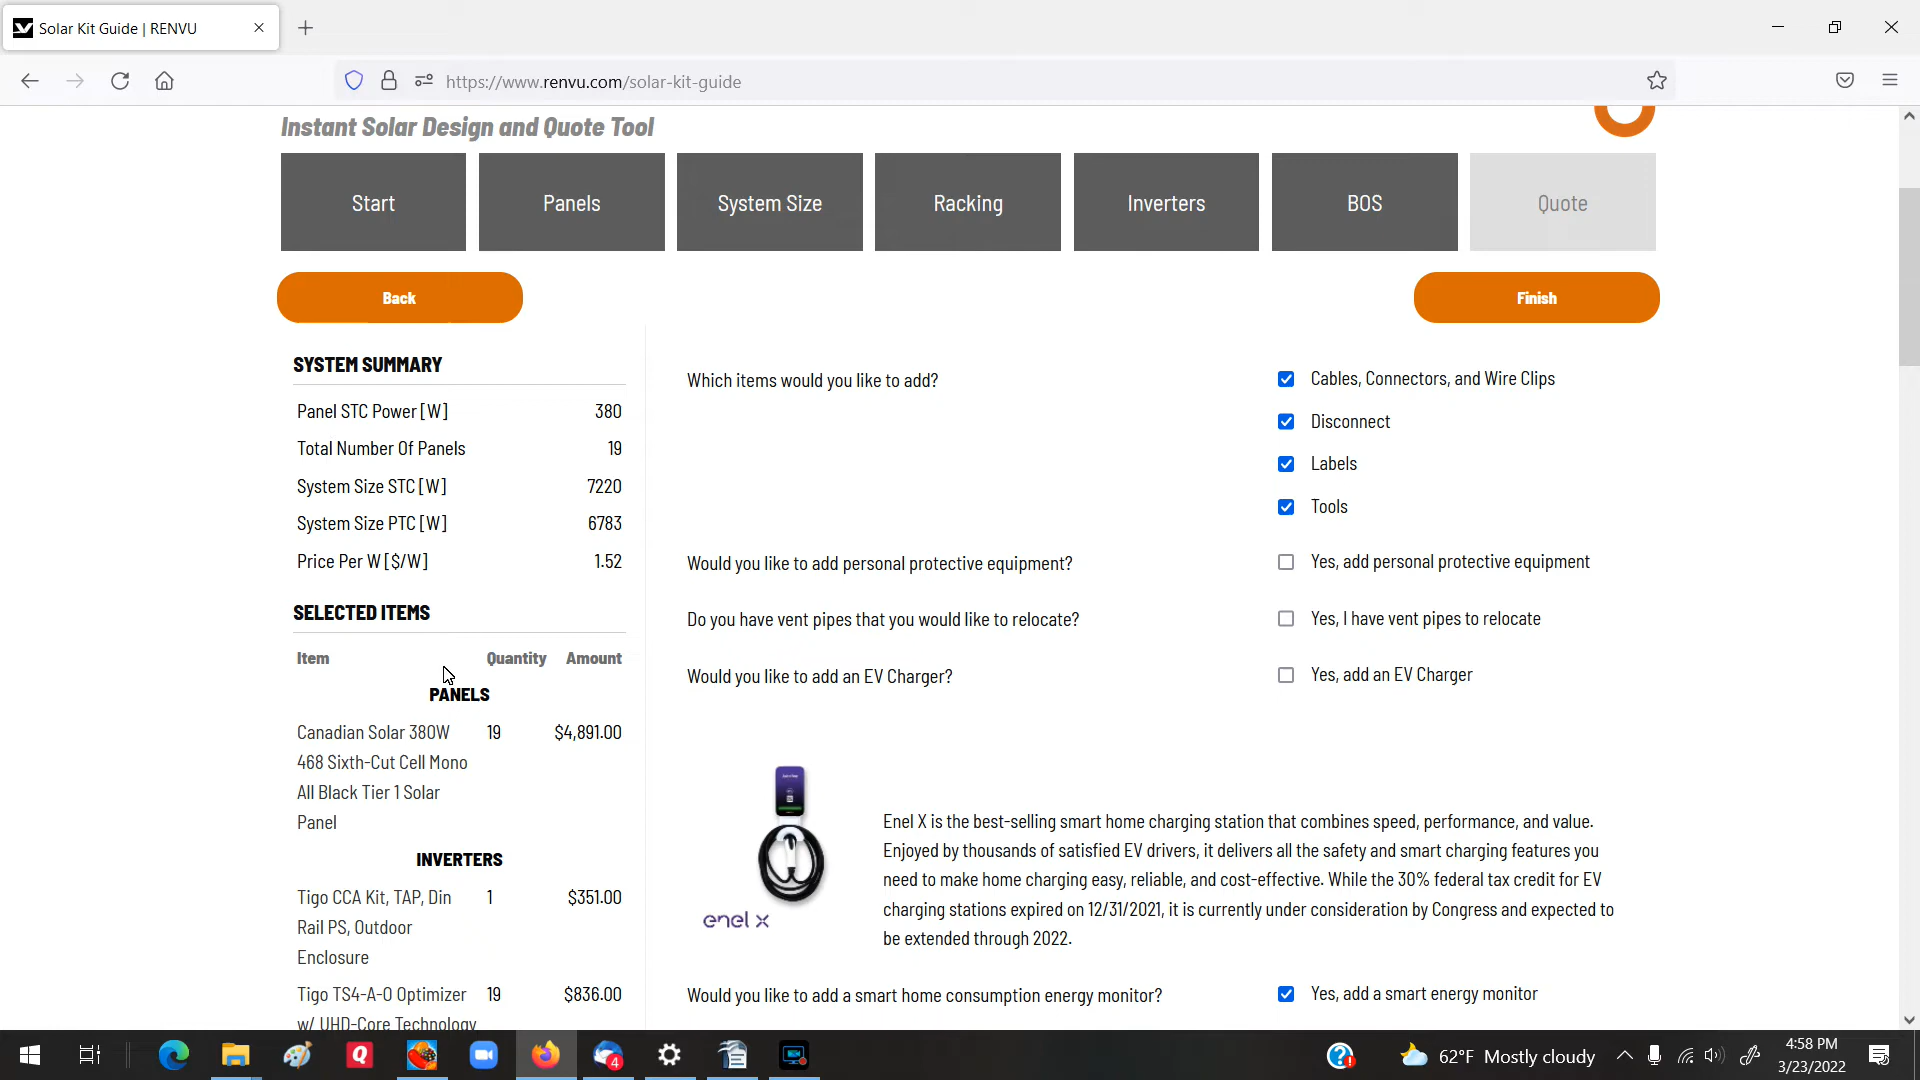 Solar Kit Guide | RENVU
https://www.renvu.com/solar-kit-guide
Instant Solar Design and Quote Tool
Start
Panels
System Size
Racking
Inverters
BOS
Quote
Back
Finish
SYSTEM SUMMARY
Panel STC Power [W] 380
Total Number Of Panels 19
System Size STC [W] 7220
System Size PTC [W] 6783
Price Per W [$/W] 1.52
SELECTED ITEMS
Item Quantity Amount
PANELS
Canadian Solar 380W 19 $4,891.00
468 Sixth-Cut Cell Mono
All Black Tier 1 Solar
Panel
INVERTERS
Tigo CCA Kit, TAP, Din 1 $351.00
Rail PS, Outdoor
Enclosure
Tigo TS4-A-O Optimizer 19 $836.00
w/ UHD-Core Technology
Which items would you like to add?
Cables, Connectors, and Wire Clips
Disconnect
Labels
Tools
Would you like to add personal protective equipment?
Yes, add personal protective equipment
Do you have vent pipes that you would like to relocate?
Yes, I have vent pipes to relocate
Would you like to add an EV Charger?
Yes, add an EV Charger
enel x
Enel X is the best-selling smart home charging station that combines speed, performance, and value.
Enjoyed by thousands of satisfied EV drivers, it delivers all the safety and smart charging features you
need to make home charging easy, reliable, and cost-effective. While the 30% federal tax credit for EV
charging stations expired on 12/31/2021, it is currently under consideration by Congress and expected to
be extended through 2022.
Would you like to add a smart home consumption energy monitor?
Yes, add a smart energy monitor
4
62°F Mostly cloudy
4:58 PM
3/23/2022